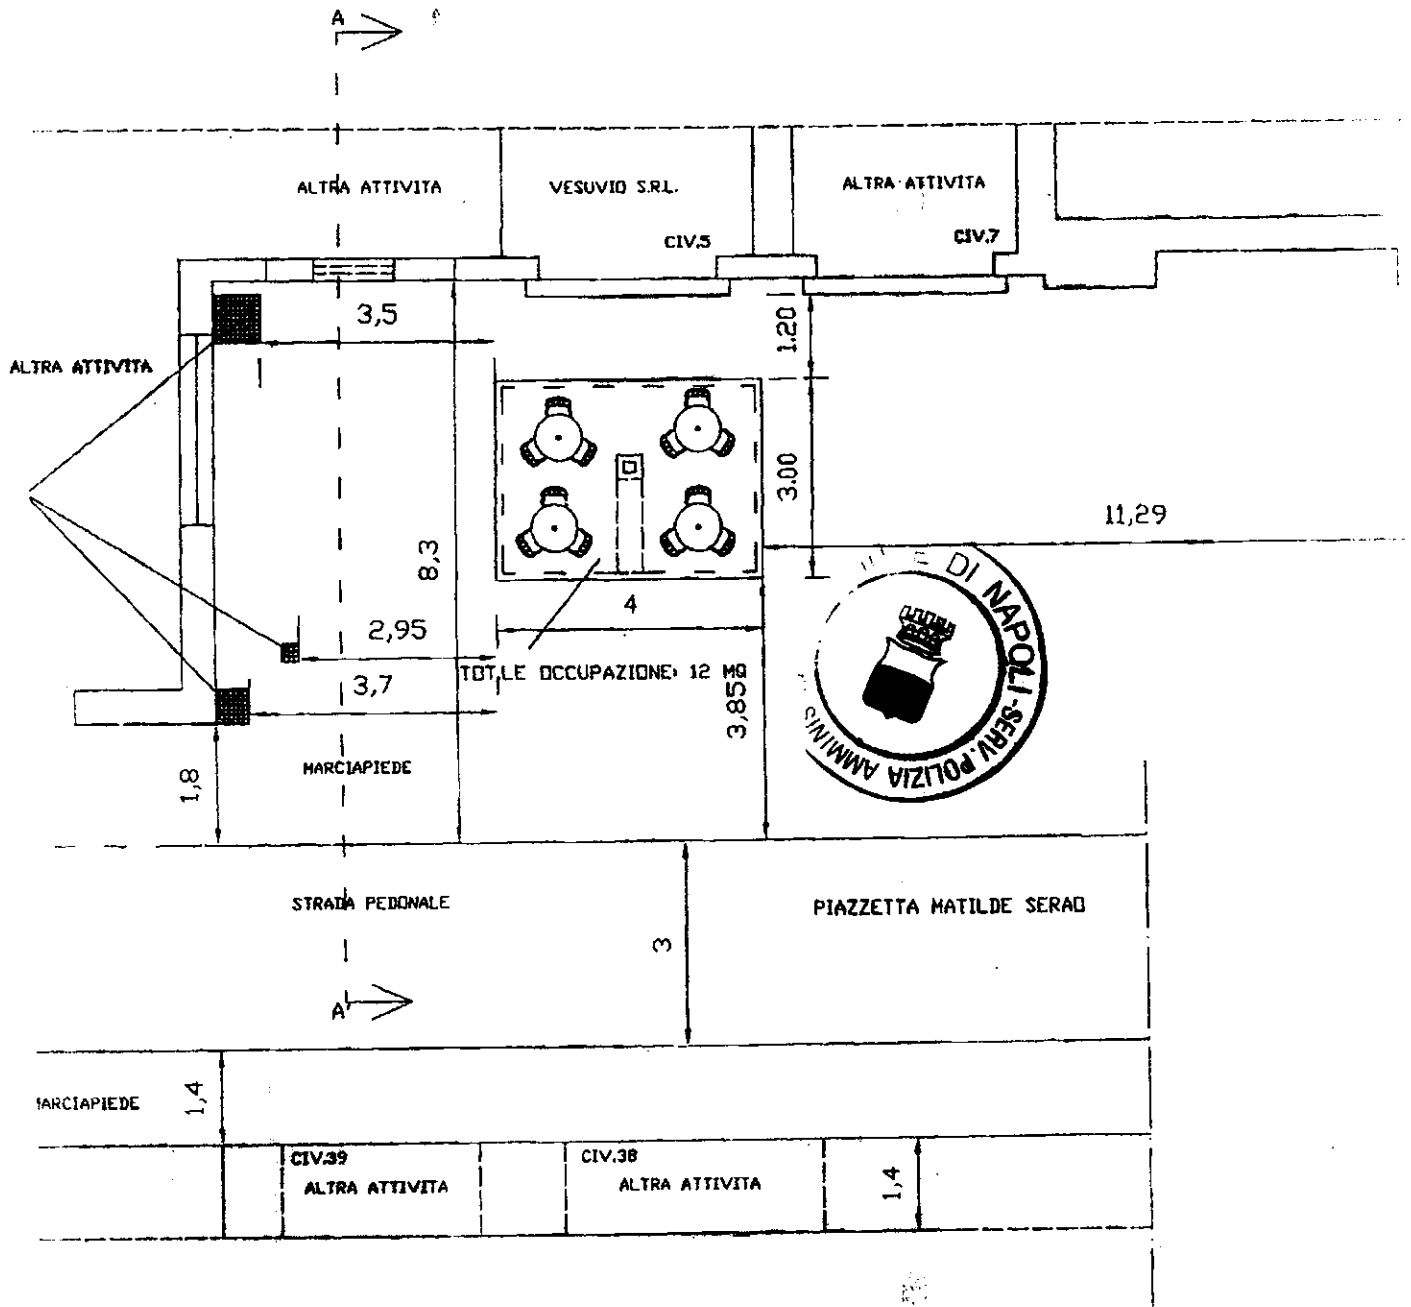 A
ALTRA ATTIVITA
VESUVIO S.R.L.
ALTRA ATTIVITA
CIV.5
CIV.7
3,5
1.20
ALTRA ATTIVITA
3.00
11,29
8,3
4
2,95
TOT.LE OCCUPAZIONE: 12 MQ
3,7
3,85
DI NAPOLI-SERV. POLIZIA AMMINIS
MARCIAPIEDE
1,8
STRADA PEDONALE
PIAZZETTA MATILDE SERAO
3
A'
1,4
MARCIAPIEDE
CIV.39
ALTRA ATTIVITA
CIV.38
ALTRA ATTIVITA
1,4